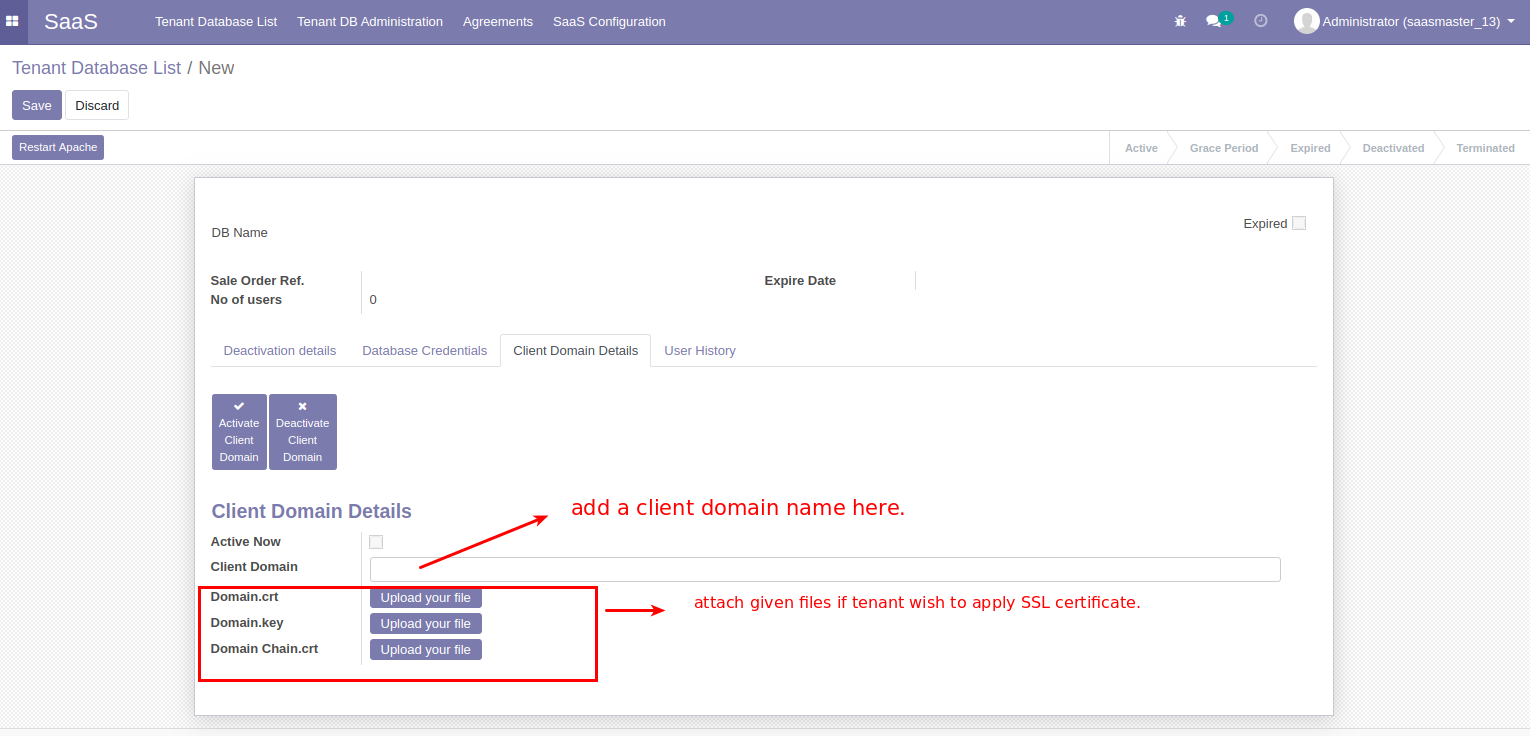 SaaS Tenant Database List Tenant DB Administration Agreements SaaS Configuration 1 Administrator (saasmaster_13)
Tenant Database List / New
Save Discard
Restart Apache Active Grace Period Expired Deactivated Terminated
Expired
DB Name
Sale Order Ref. Expire Date
No of users 0
Deactivation details Database Credentials Client Domain Details User History
Activate Client Domain
Deactivate Client Domain
add a client domain name here.
Client Domain Details
Active Now
Client Domain
Domain.crt Upload your file attach given files if tenant wish to apply SSL certificate.
Domain.key Upload your file
Domain Chain.crt Upload your file